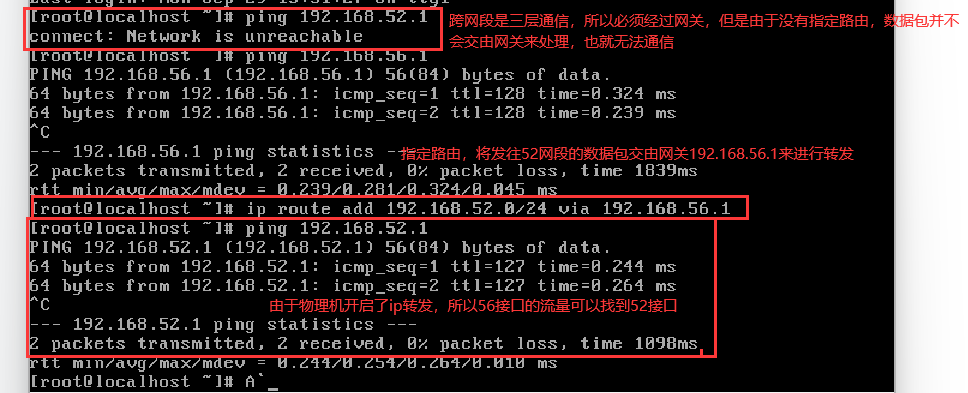 [root@localhost ~]# ping 192.168.52.1
跨网段是三层通信，所以必须经过网关，但是由于没有指定路由，数据包并不
connect: Network is unreachable
会交由网关来处理，也就无法通信
[root@localhost ~]# ping 192.168.56.1
PING 192.168.56.1 (192.168.56.1) 56(84) bytes of data.
64 bytes from 192.168.56.1: icmp_seq=1 ttl=128 time=0.324 ms
64 bytes from 192.168.56.1: icmp_seq=2 ttl=128 time=0.239 ms
^C
--- 192.168.56.1 ping statistics ---
指定路由，将发往52网段的数据包交由网关192.168.56.1来进行转发
2 packets transmitted, 2 received, 0% packet loss, time 1839ms
rtt min/avg/max/mdev = 0.239/0.281/0.324/0.045 ms
[root@localhost ~]# ip route add 192.168.52.0/24 via 192.168.56.1
[root@localhost ~]# ping 192.168.52.1
PING 192.168.52.1 (192.168.52.1) 56(84) bytes of data.
64 bytes from 192.168.52.1: icmp_seq=1 ttl=127 time=0.244 ms
64 bytes from 192.168.52.1: icmp_seq=2 ttl=127 time=0.264 ms
^C
由于物理机开启了ip转发，所以56接口的流量可以找到52接口
--- 192.168.52.1 ping statistics ---
2 packets transmitted, 2 received, 0% packet loss, time 1098ms
rtt min/avg/max/mdev = 0.244/0.254/0.264/0.010 ms
[root@localhost ~]# A`_